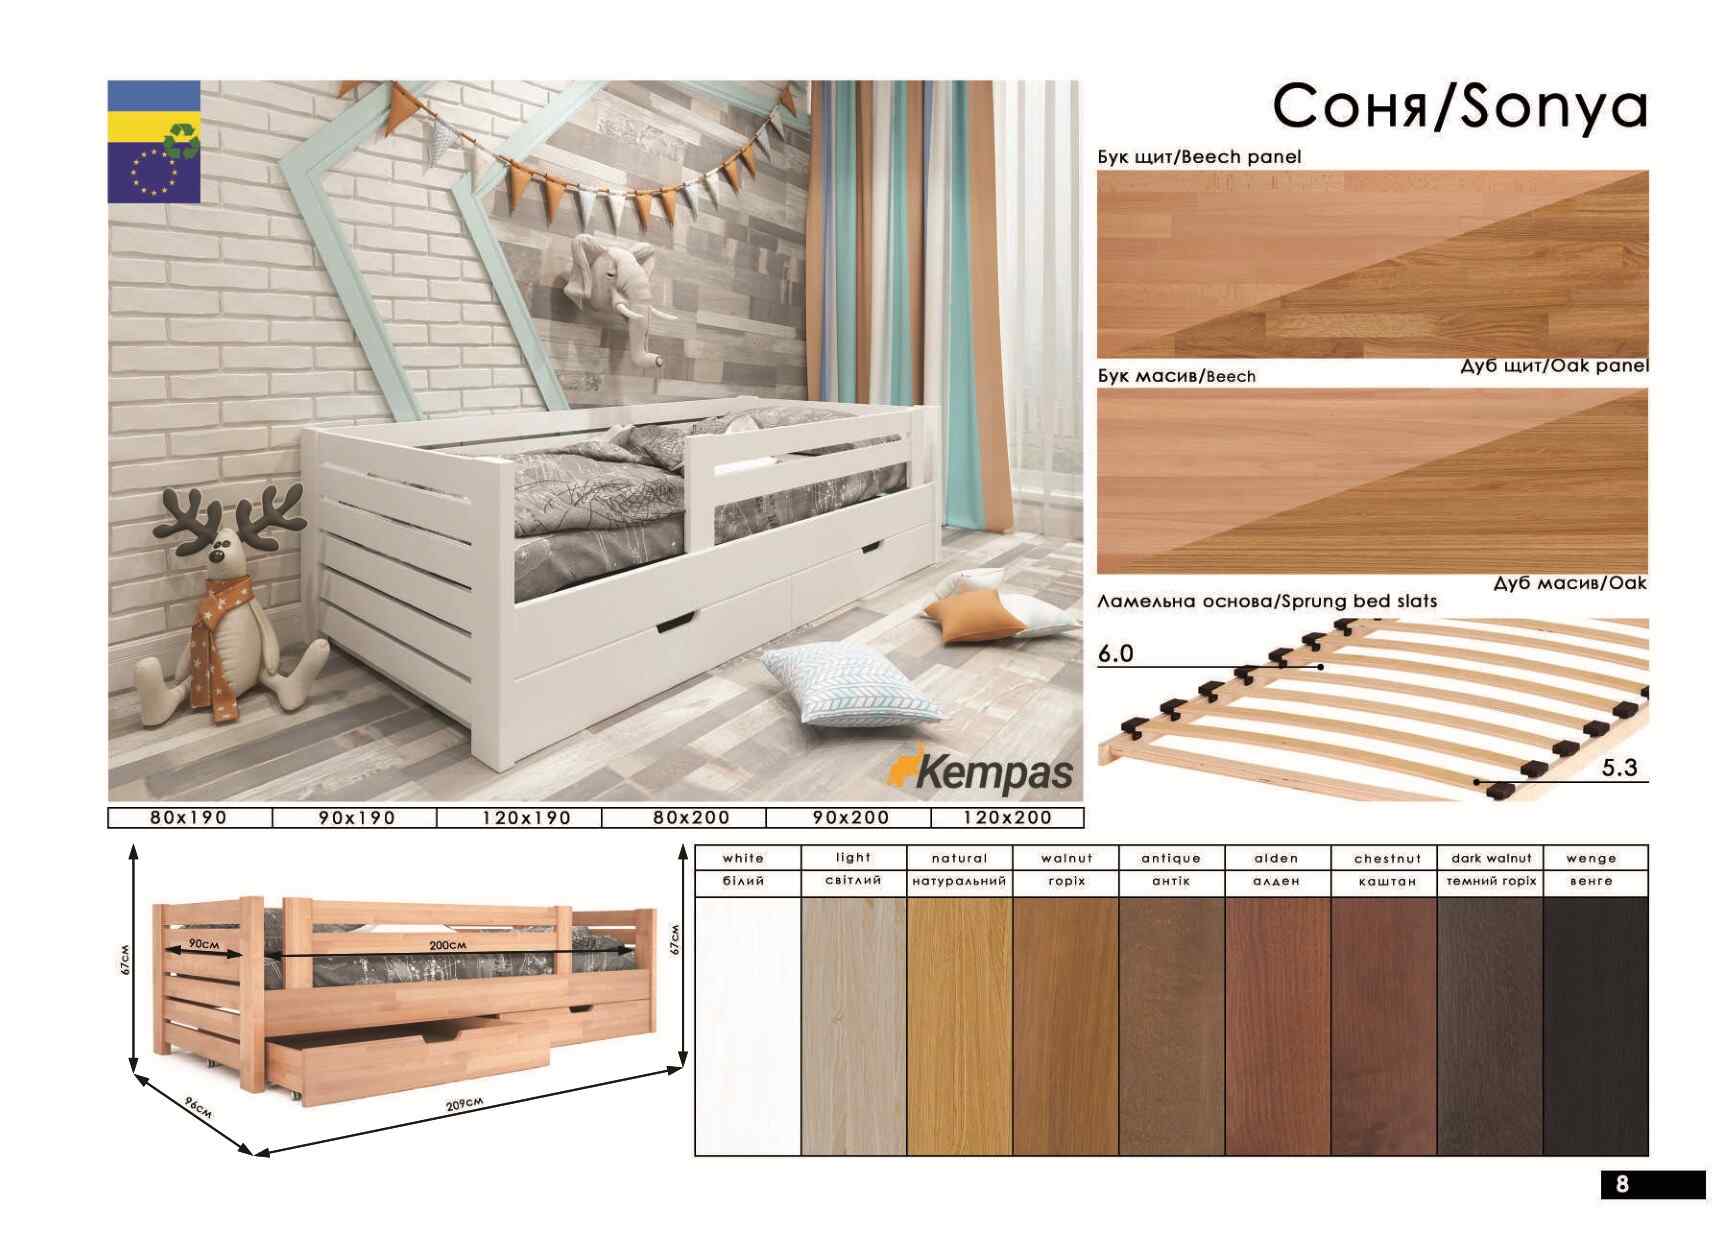 Соня/Sonya
Бук щит/Beech panel
Дуб щит/Oak panel
Бук масив/Beech
Дуб масив/Oak
Ламельна основа/Sprung bed slats
6.0
5.3
Kempas
80x190 90x190 120x190 80x200 90x200 120x200
67см
90см
200см
67см
96см
209см
white light natural walnut antique alden chestnut dark walnut wenge
білий світлий натуральний горіх антік алден каштан темний горіх венге
8